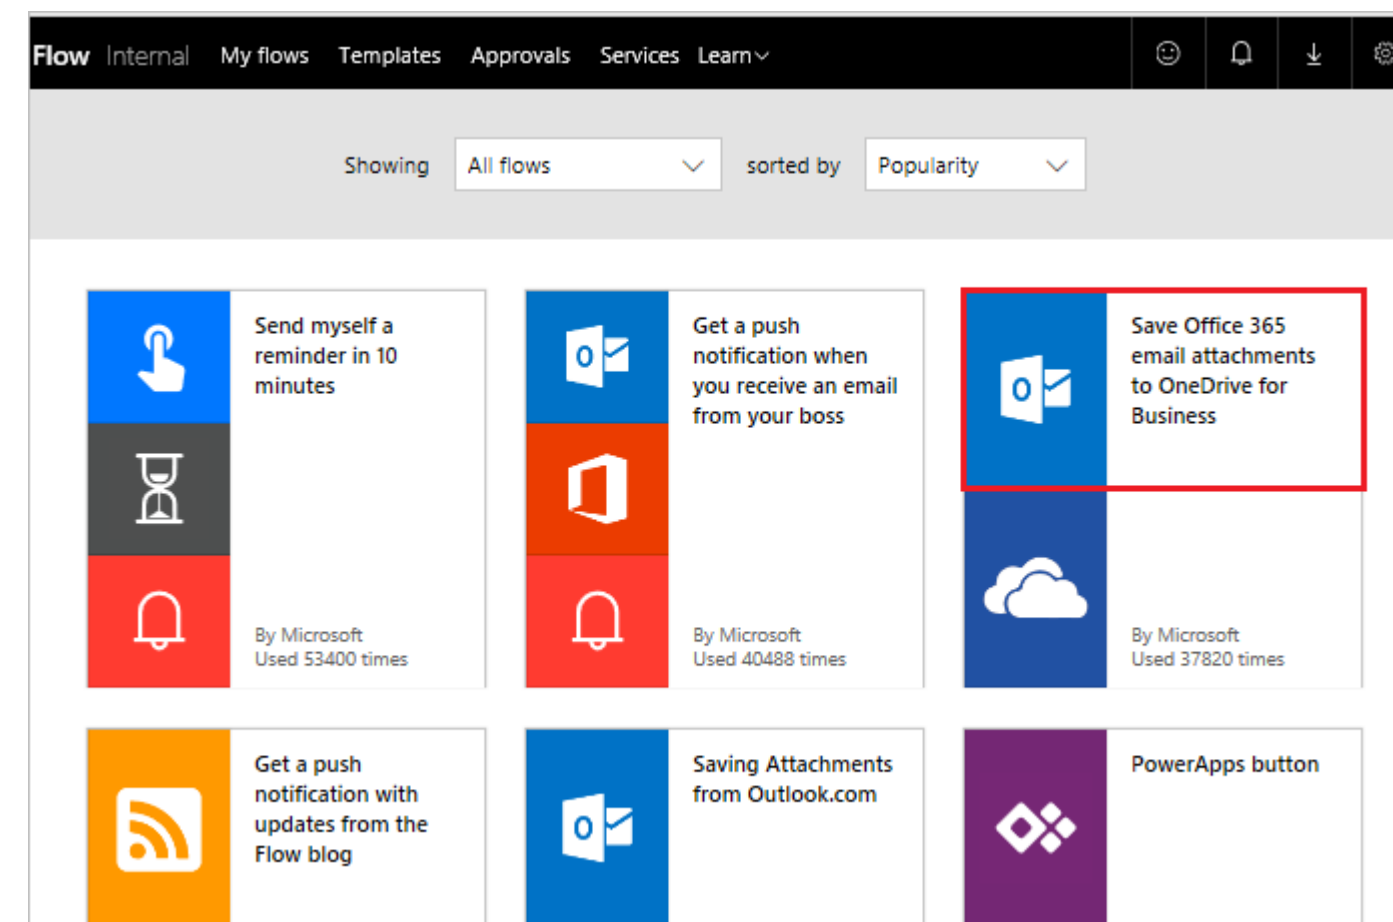 Flow Internal My flows Templates Approvals Services Learn
Showing All flows sorted by Popularity
Send myself a
reminder in 10
minutes
By Microsoft
Used 53400 times
Get a push
notification when
you receive an email
from your boss
By Microsoft
Used 40488 times
Save Office 365
email attachments
to OneDrive for
Business
By Microsoft
Used 37820 times
Get a push
notification with
updates from the
Flow blog
Saving Attachments
from Outlook.com
PowerApps button